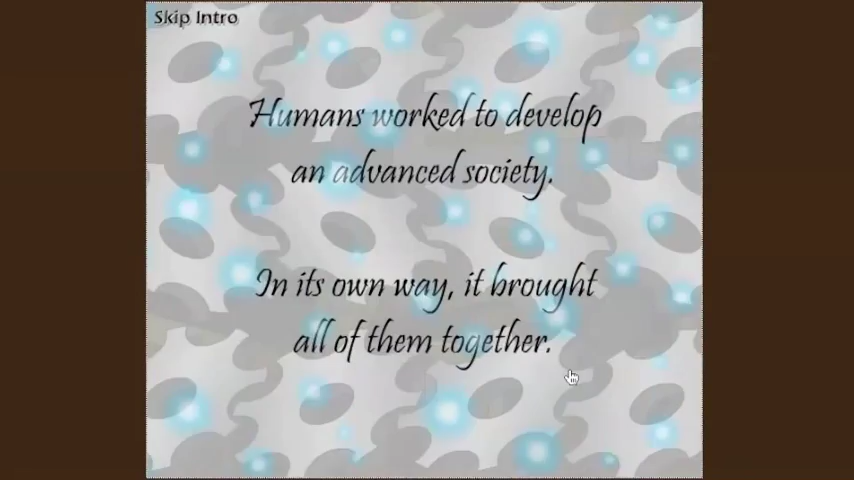 Skip Intro
Humans worked to develop
an advanced society.
In its own way, it brought
all of them together.